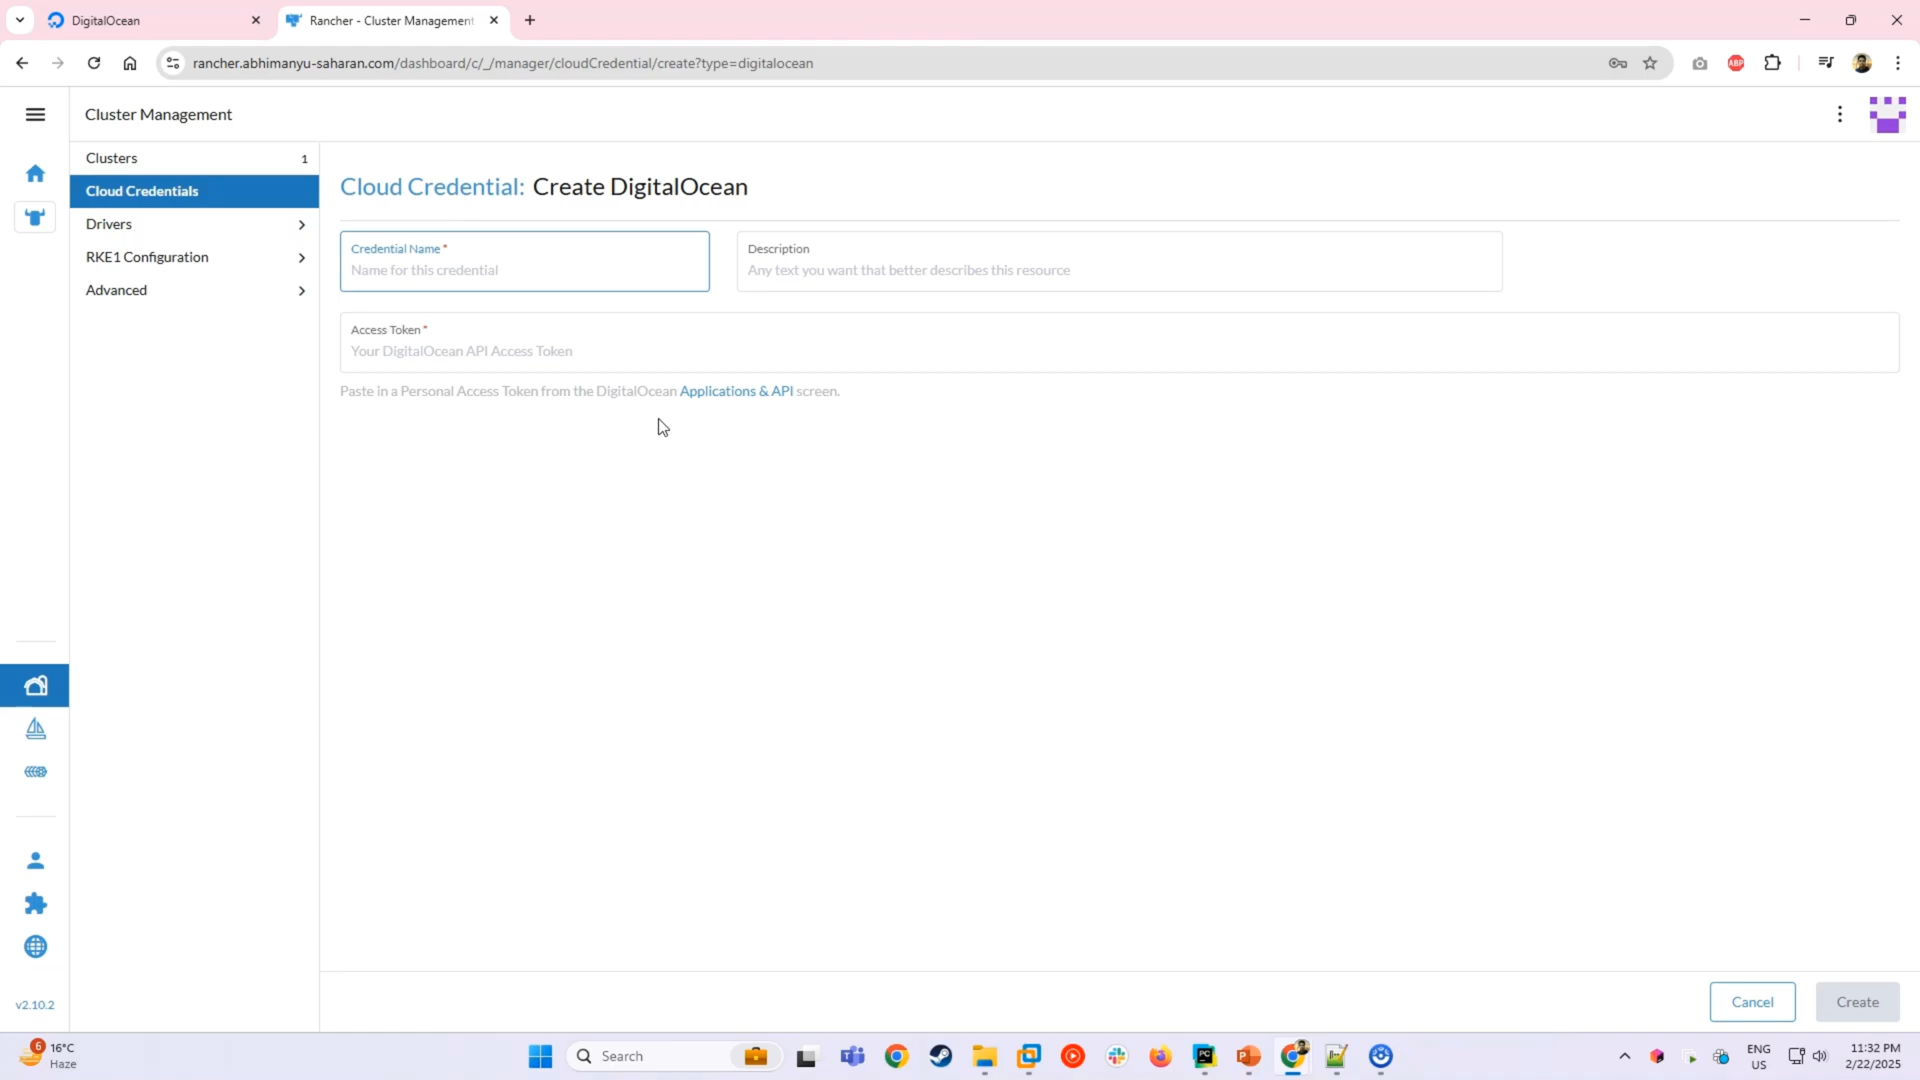 DigitalOcean
Rancher - Cluster Management
rancher.abhimanyu-saharan.com/dashboard/c/_/manager/cloudCredential/create?type=digitalocean
ABP
Cluster Management
Clusters 1
Cloud Credentials
Drivers
RKE1 Configuration
Advanced
Cloud Credential: Create DigitalOcean
Credential Name *
Name for this credential
Description
Any text you want that better describes this resource
Access Token *
Your DigitalOcean API Access Token
Paste in a Personal Access Token from the DigitalOcean Applications & API screen.
Cancel
Create
v2.10.2
6
16°C
Haze
Search
PC
ENG
US
11:32 PM
2/22/2025